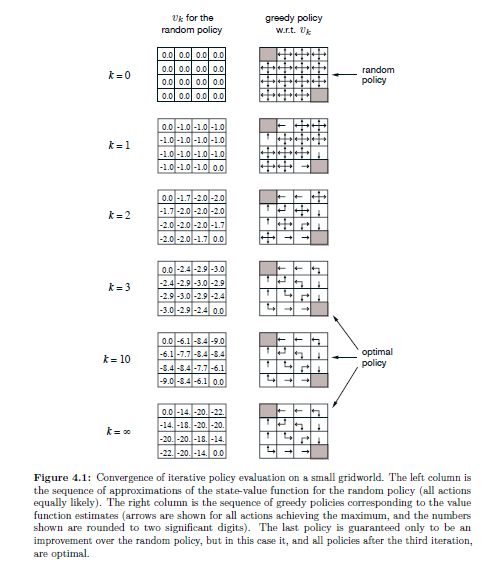 vk for the
random policy
greedy policy
w.r.t. vk
k = 0
0.0 0.0 0.0 0.0
0.0 0.0 0.0 0.0
0.0 0.0 0.0 0.0
0.0 0.0 0.0 0.0
random
policy
k = 1
0.0 -1.0 -1.0 -1.0
-1.0 -1.0 -1.0 -1.0
-1.0 -1.0 -1.0 -1.0
-1.0 -1.0 -1.0 0.0
k = 2
0.0 -1.7 -2.0 -2.0
-1.7 -2.0 -2.0 -2.0
-2.0 -2.0 -2.0 -1.7
-2.0 -2.0 -1.7 0.0
k = 3
0.0 -2.4 -2.9 -3.0
-2.4 -2.9 -3.0 -2.9
-2.9 -3.0 -2.9 -2.4
-3.0 -2.9 -2.4 0.0
k = 10
0.0 -6.1 -8.4 -9.0
-6.1 -7.7 -8.4 -8.4
-8.4 -8.4 -7.7 -6.1
-9.0 -8.4 -6.1 0.0
optimal
policy
k = ∞
0.0 -14. -20. -22.
-14. -18. -20. -20.
-20. -20. -18. -14.
-22. -20. -14. 0.0
Figure 4.1: Convergence of iterative policy evaluation on a small gridworld. The left column is
the sequence of approximations of the state-value function for the random policy (all actions
equally likely). The right column is the sequence of greedy policies corresponding to the value
function estimates (arrows are shown for all actions achieving the maximum, and the numbers
shown are rounded to two significant digits). The last policy is guaranteed only to be an
improvement over the random policy, but in this case it, and all policies after the third iteration,
are optimal.